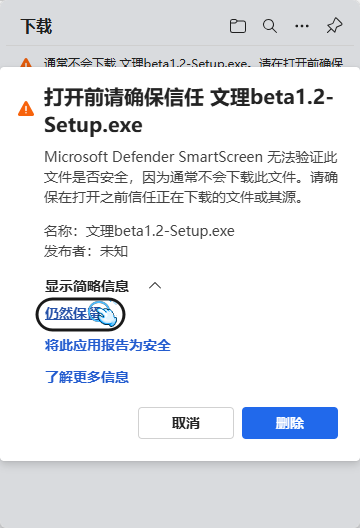 下载
通常不会下载 文理beta1.2-Setup.exe。请在打开前确保
打开前请确保信任 文理beta1.2-
Setup.exe
Microsoft Defender SmartScreen 无法验证此
文件是否安全，因为通常不会下载此文件。请确
保在打开之前信任正在下载的文件或其源。
名称：文理beta1.2-Setup.exe
发布者：未知
显示简略信息
仍然保留
将此应用报告为安全
了解更多信息
取消
删除